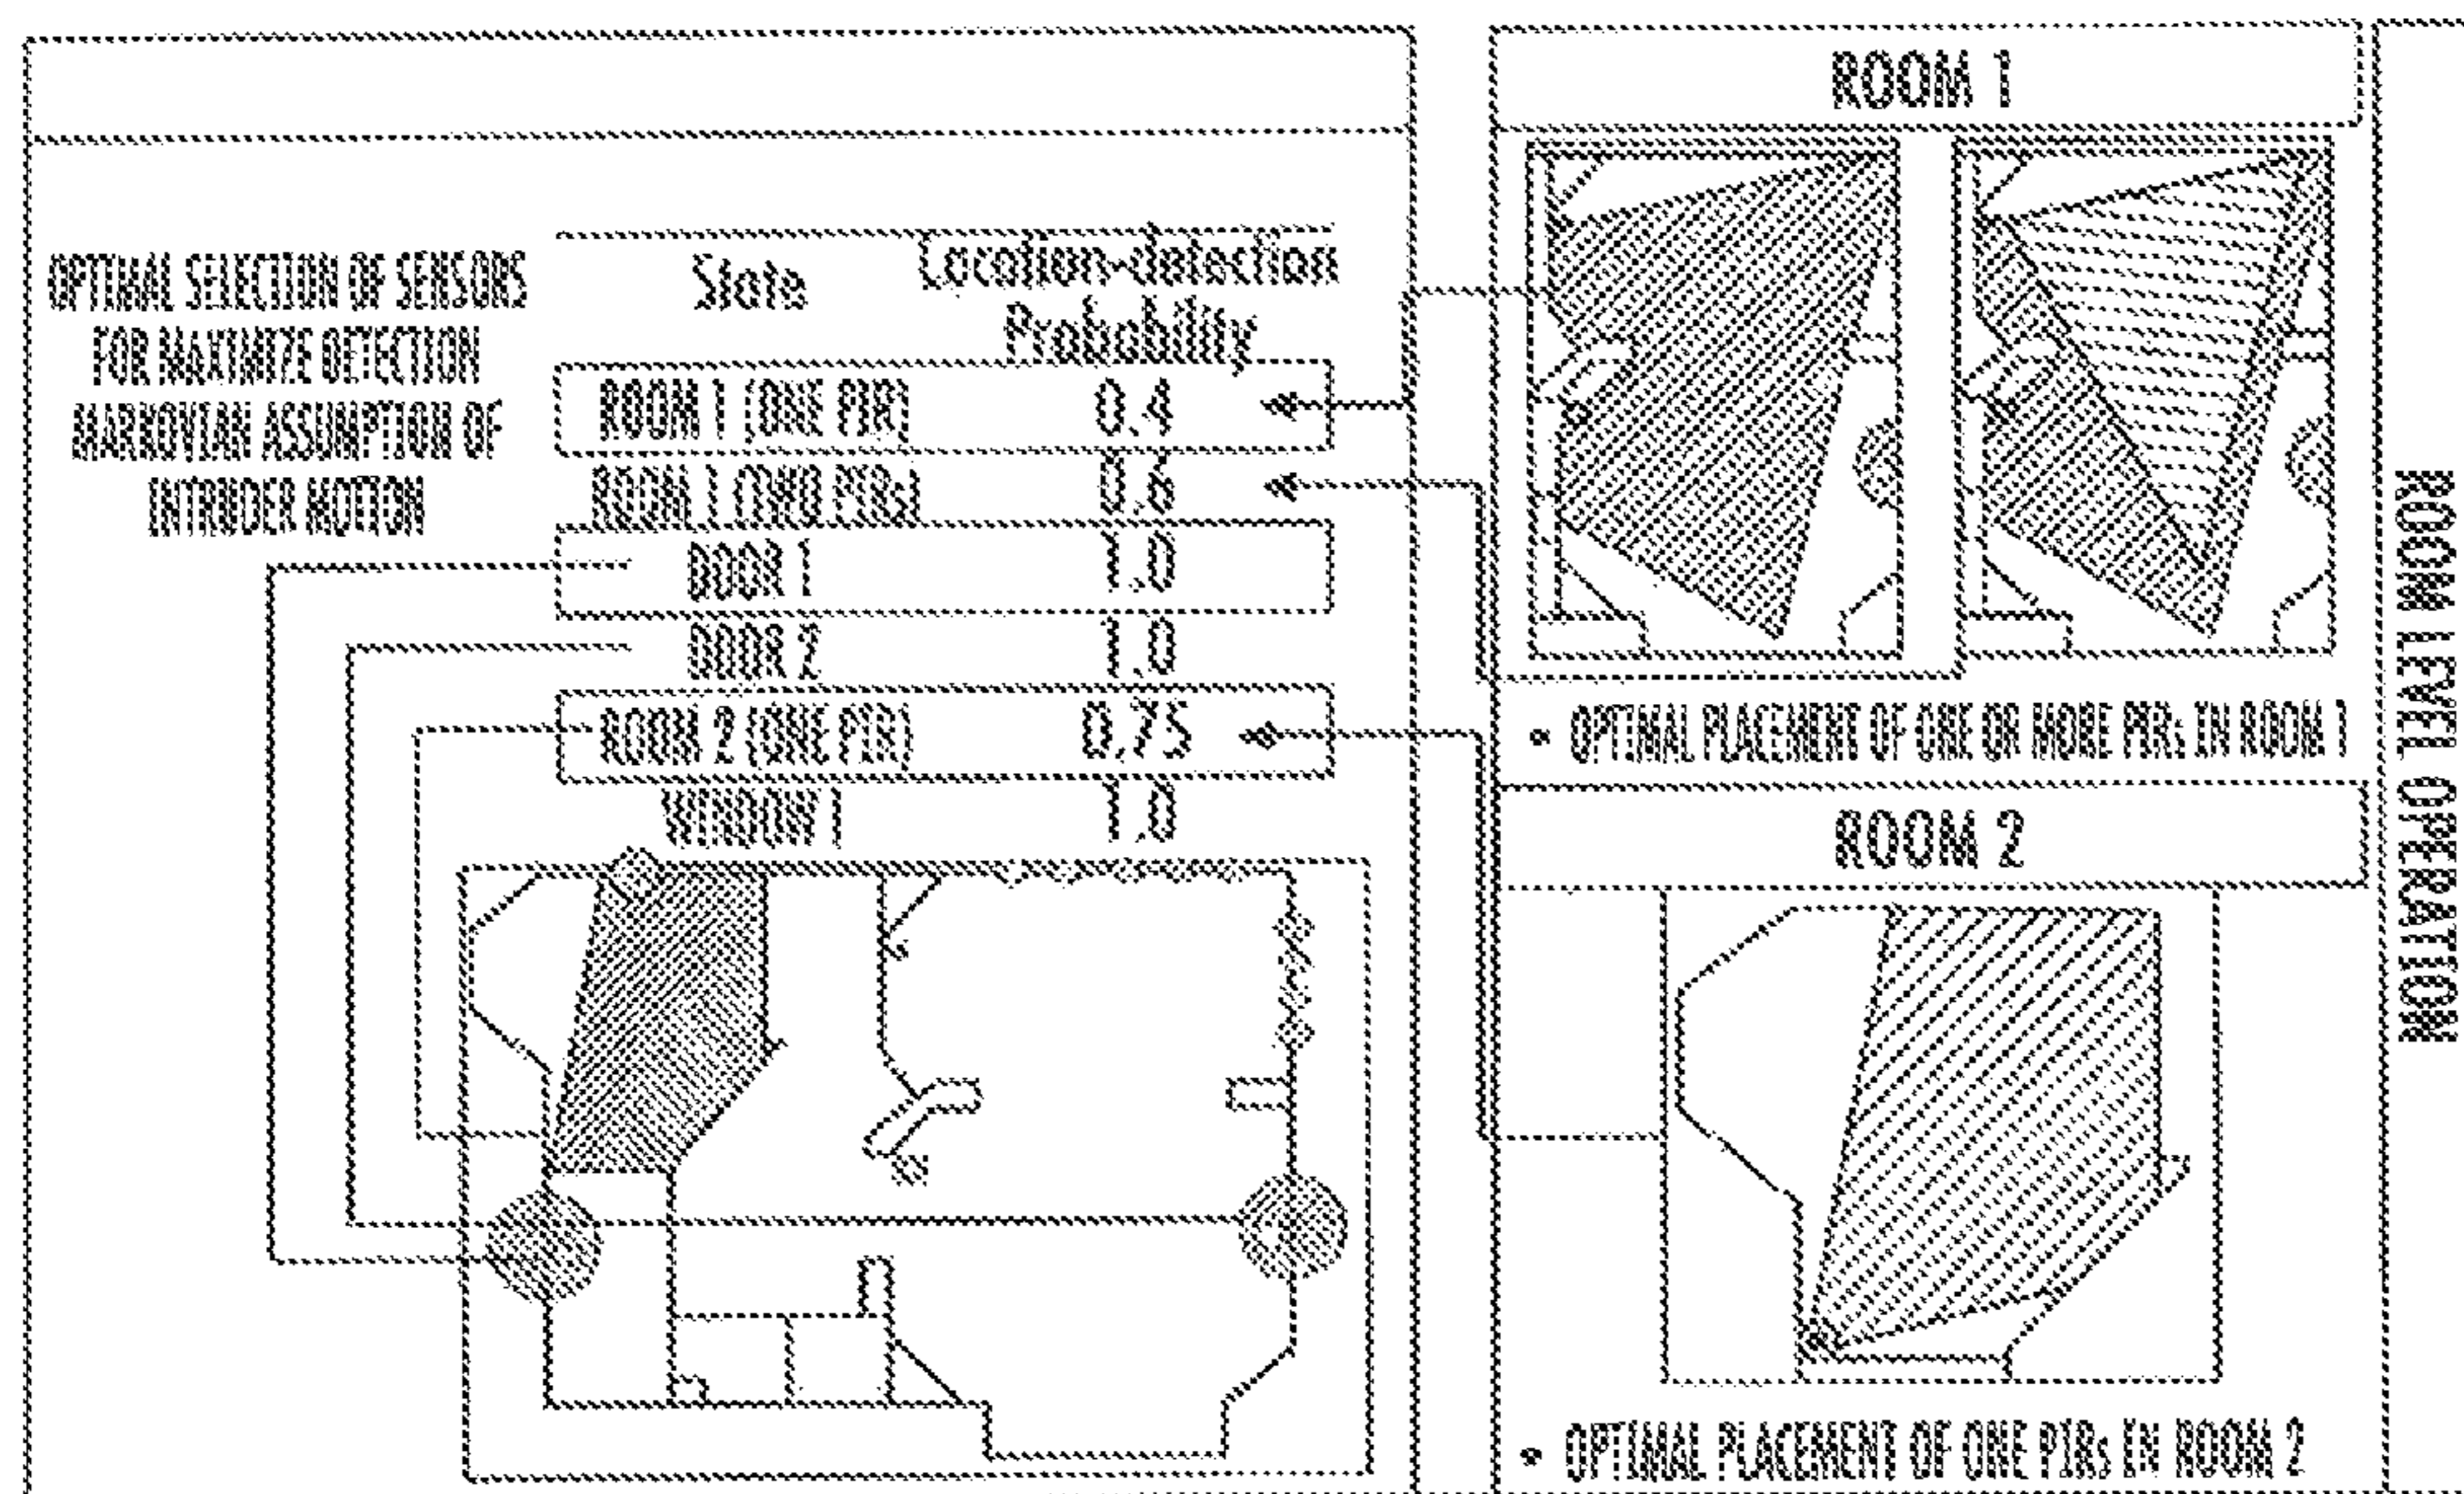 OPTIMAL SELECTION OF SENSORS
FOR MAXIMIZE DETECTION
MARKOVIAN ASSUMPTION OF
INTRUDER MOTION
State Location-detection
Probability
ROOM 1 (ONE PIR) 0.4
ROOM 1 (TWO PIRs) 0.6
DOOR 1 1.0
DOOR 2 1.0
ROOM 2 (ONE PIR) 0.75
WINDOW 1 1.0
ROOM 1
• OPTIMAL PLACEMENT OF ONE OR MORE PIRs IN ROOM 1
ROOM 2
• OPTIMAL PLACEMENT OF ONE PIRs IN ROOM 2
ROOM LEVEL OPERATION